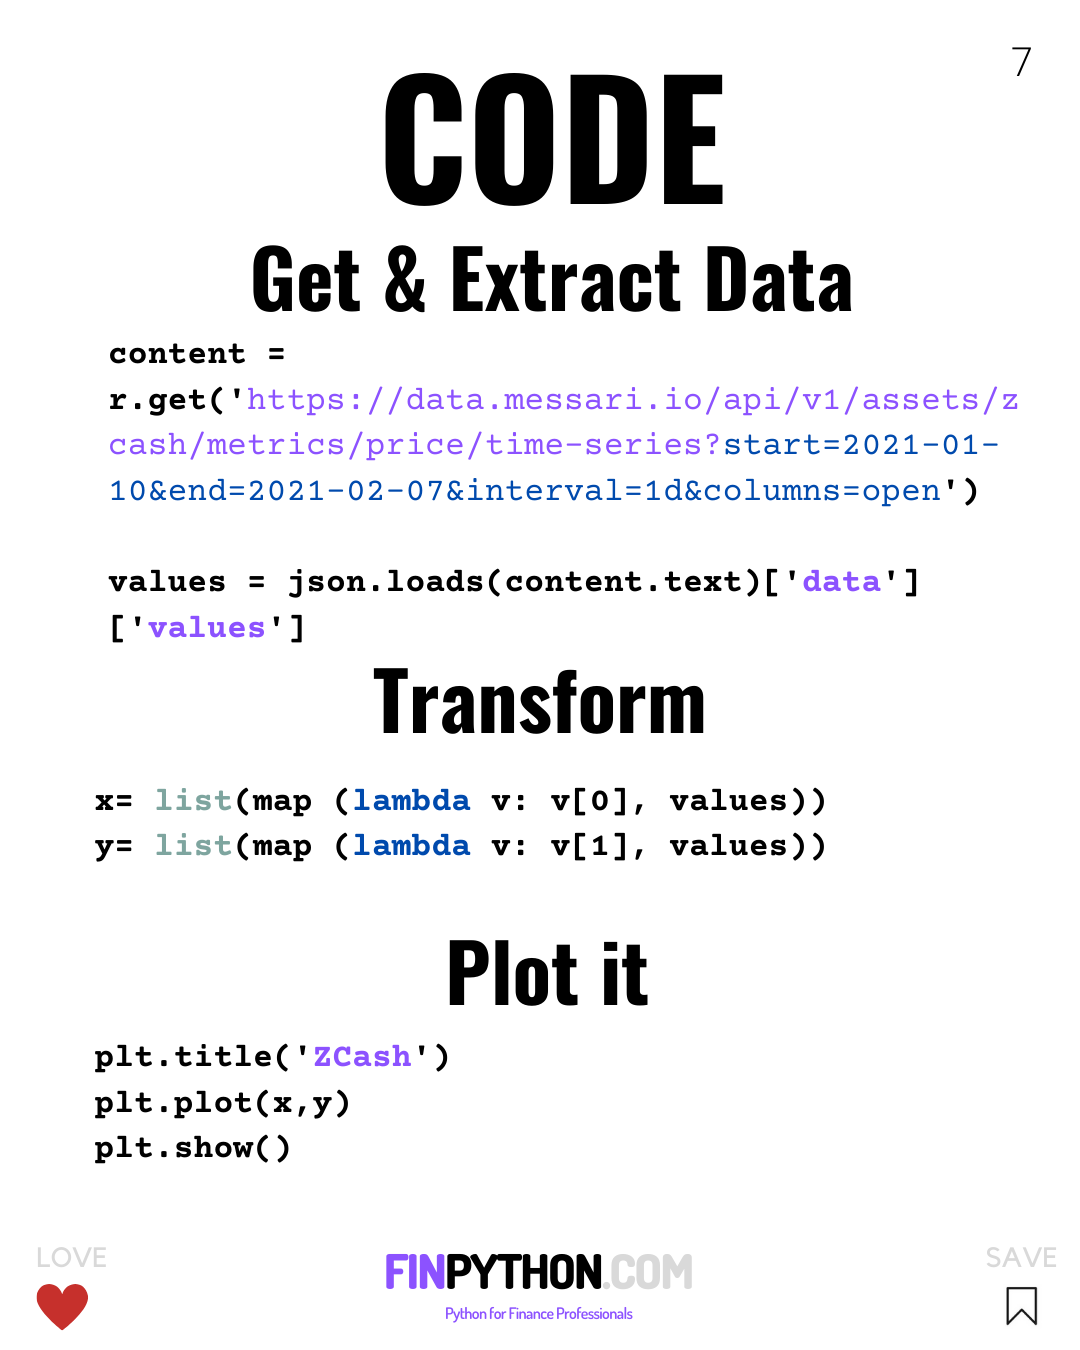 7
CODE
Get & Extract Data
content =
r.get('https://data.messari.io/api/v1/assets/z
cash/metrics/price/time-series?start=2021-01-
10&end=2021-02-07&interval=1d&columns=open')
values = json.loads(content.text)['data']
['values']
Transform
x= list(map (lambda v: v[0], values))
y= list(map (lambda v: v[1], values))
Plot it
plt.title('ZCash')
plt.plot(x,y)
plt.show()
LOVE
FINPYTHON.COM
Python for Finance Professionals
SAVE